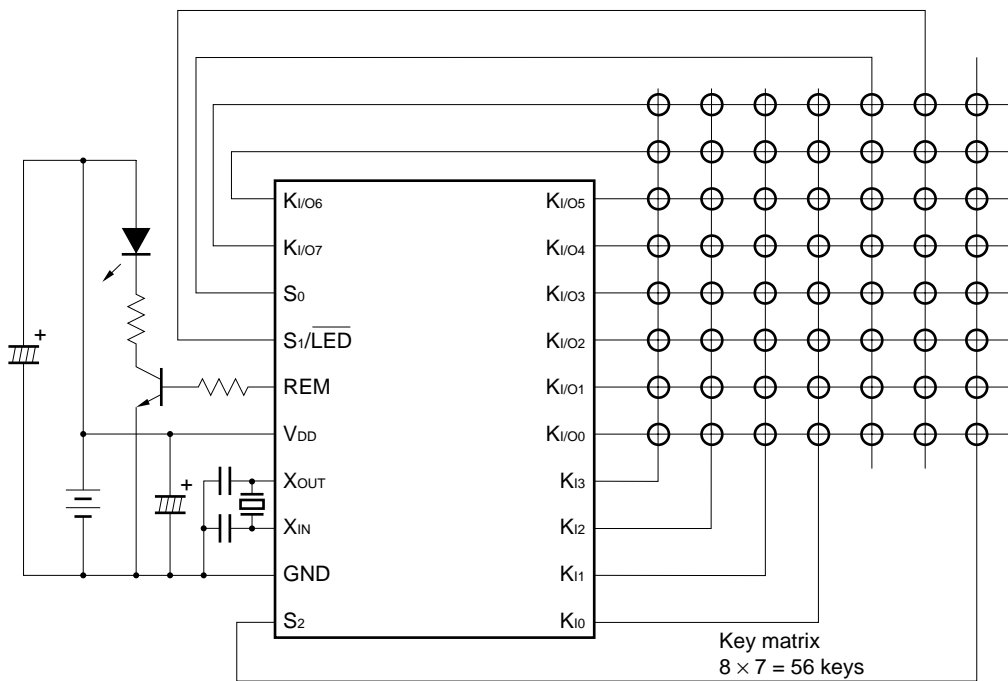 +
KI/O6
KI/O7
S0
S1/LED
REM
VDD
XOUT
XIN
GND
S2
KI/O5
KI/O4
KI/O3
KI/O2
KI/O1
KI/O0
KI3
KI2
KI1
KI0
+
Key matrix
8 × 7 = 56 keys